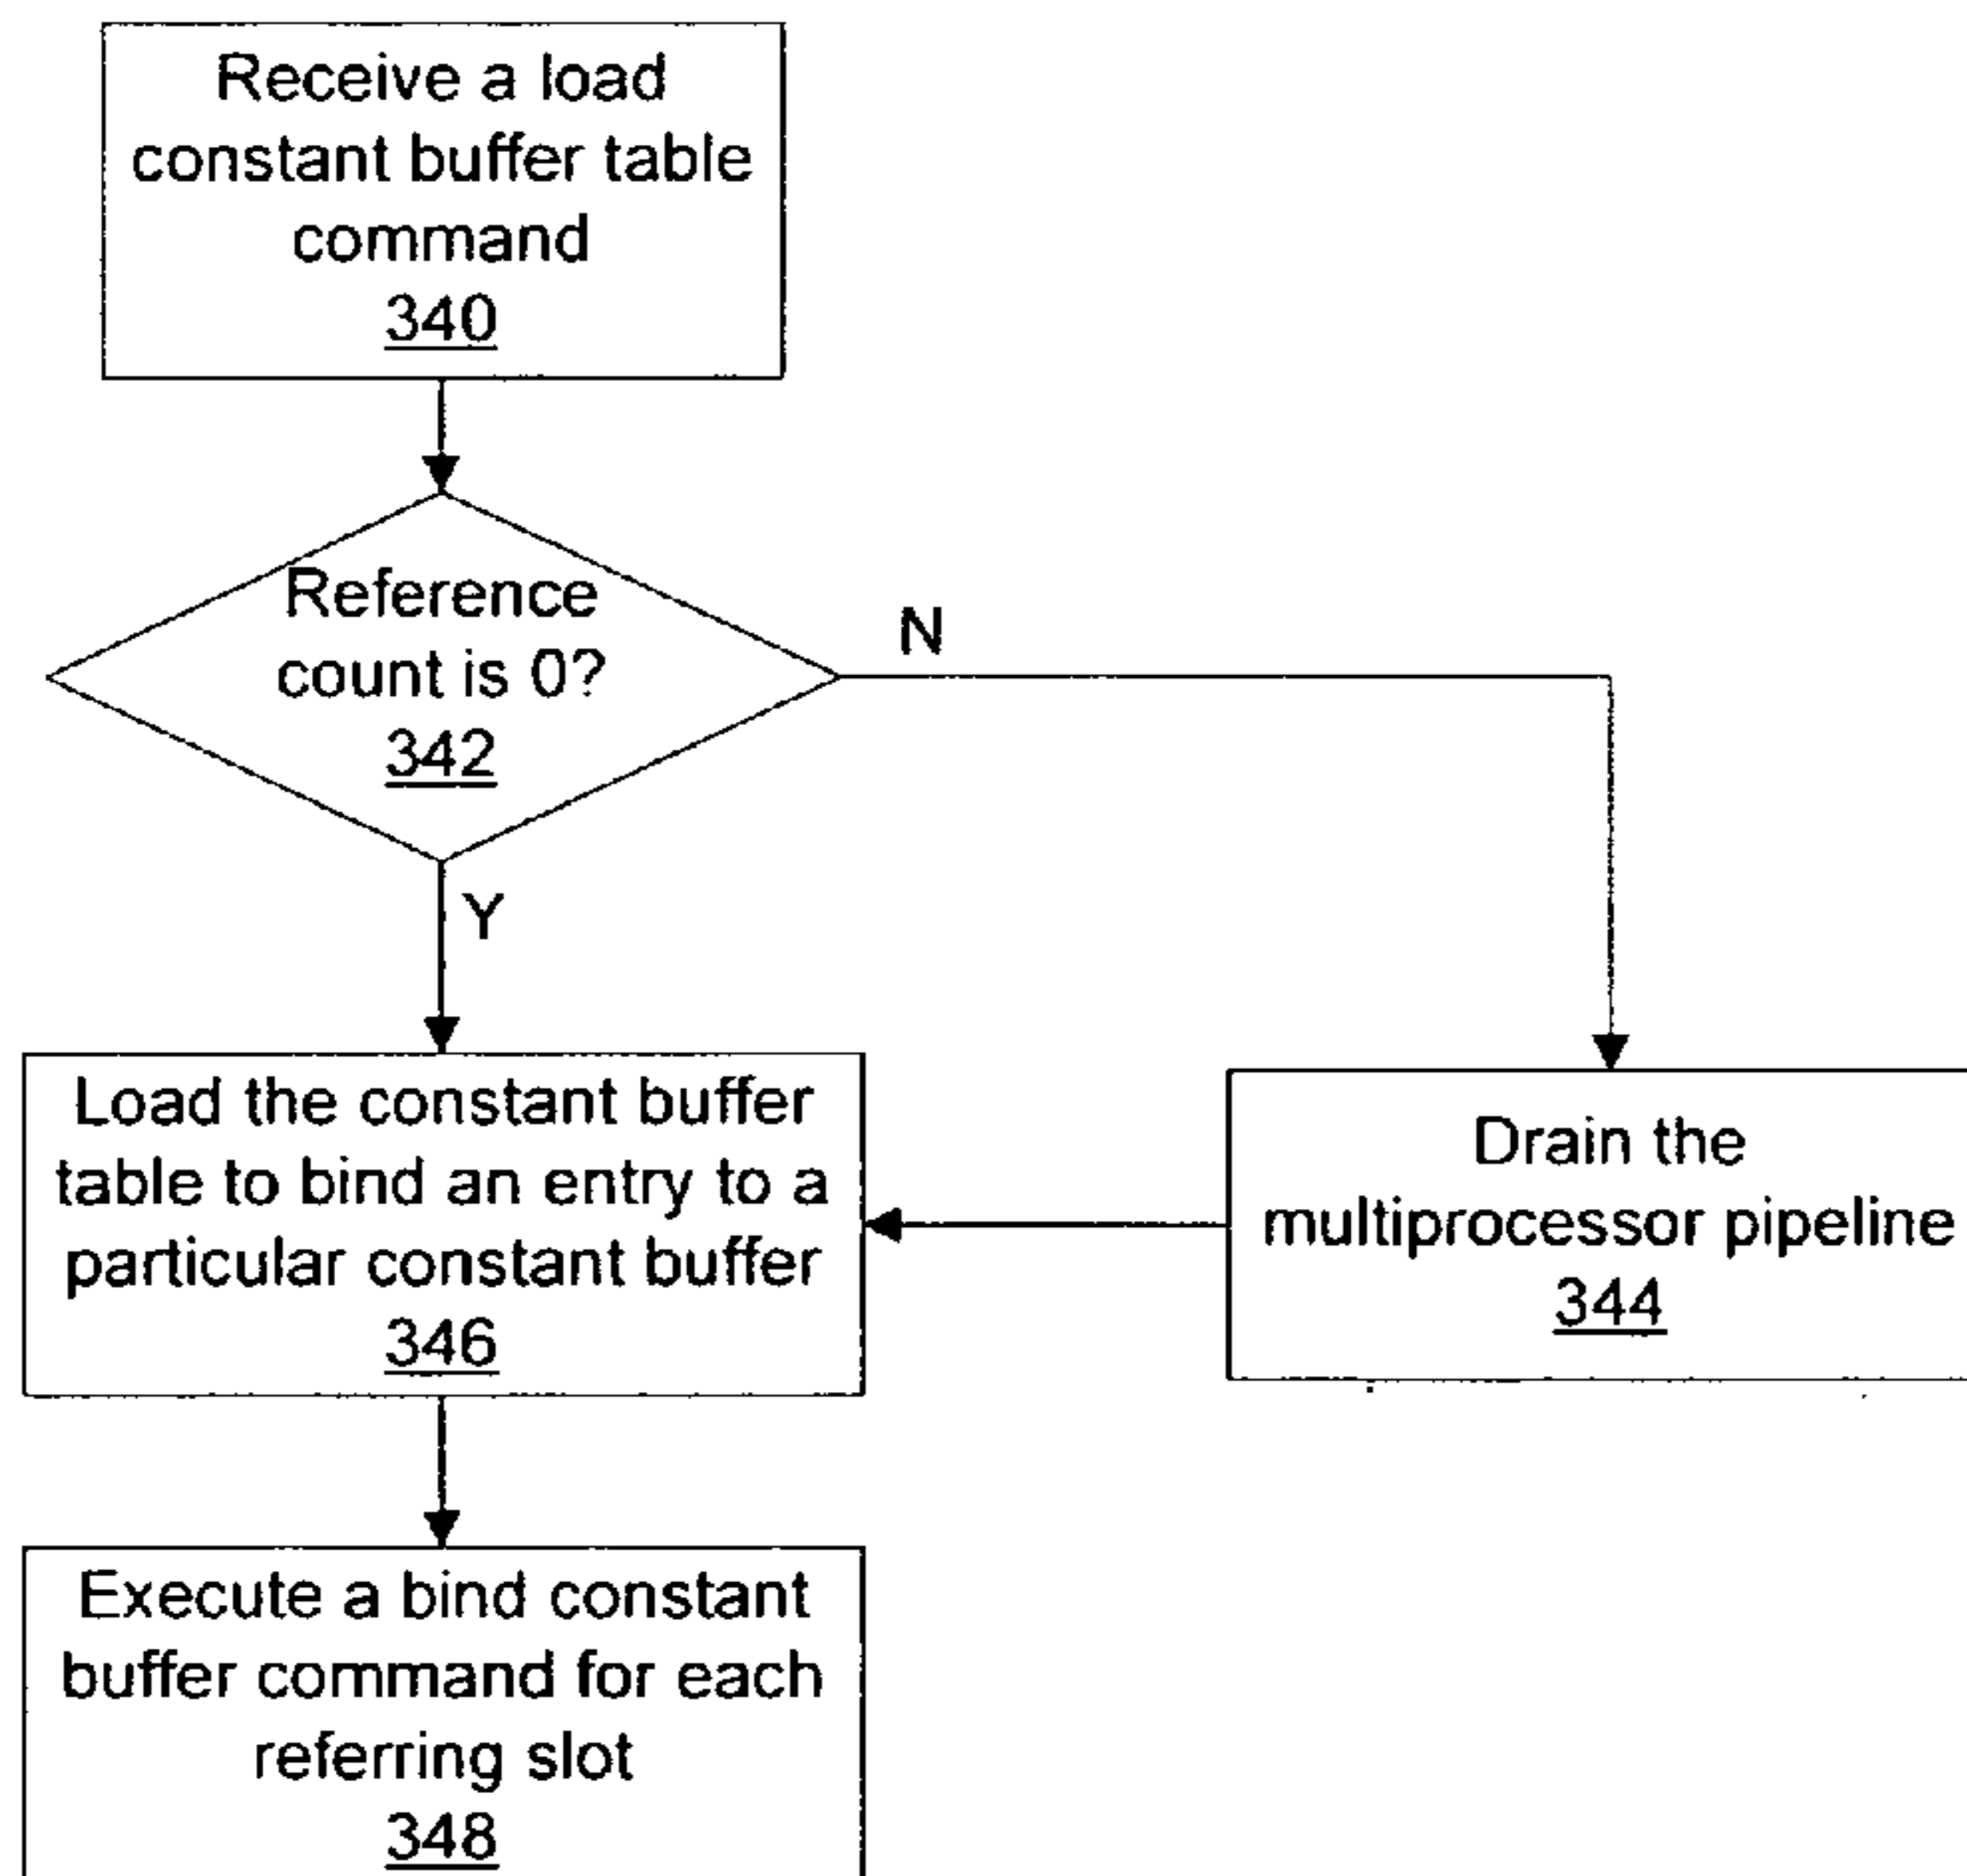 Receive a load
constant buffer table
command
340
Reference
count is 0?
342
N
Y
Load the constant buffer
table to bind an entry to a
particular constant buffer
346
Drain the
multiprocessor pipeline
344
Execute a bind constant
buffer command for each
referring slot
348